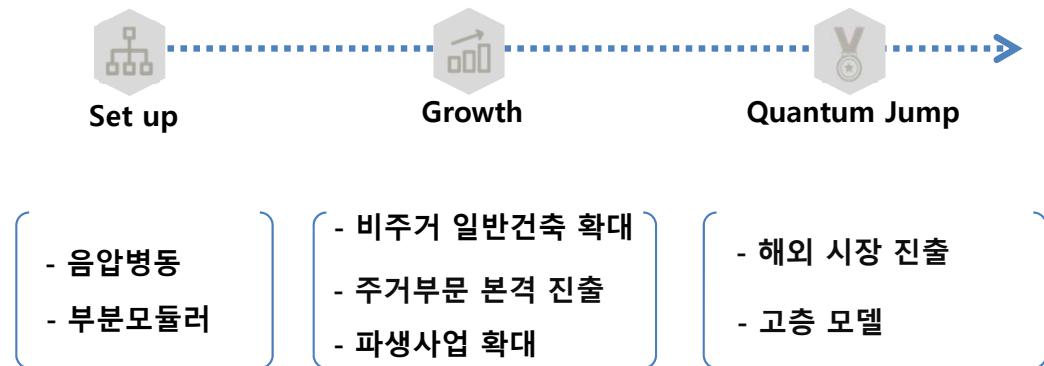 Set up
Growth
Quantum Jump
- 음압병동
- 부분모듈러
- 비주거 일반건축 확대
- 주거부문 본격 진출
- 파생사업 확대
- 해외 시장 진출
- 고층 모델